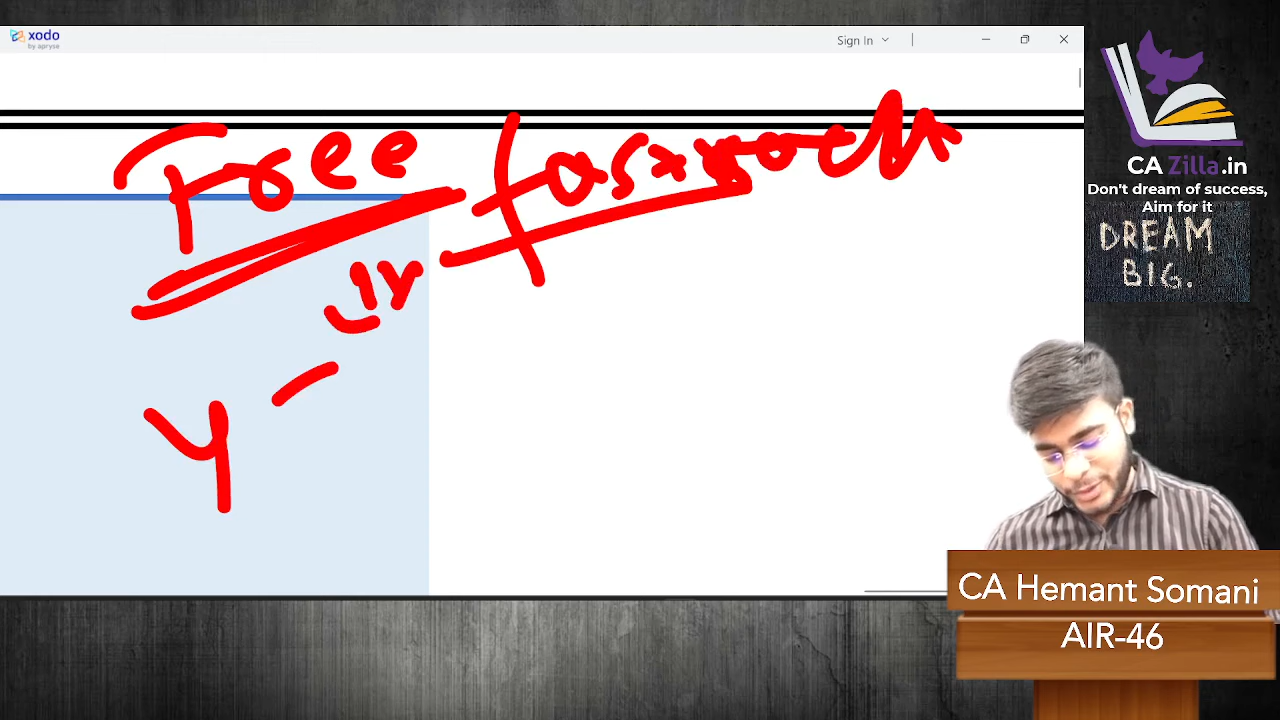 xodo
by apryse
Sign In
Free fastrack
Y
CA Zilla.in
Don't dream of success,
Aim for it
DREAM
BIG.
CA Hemant Somani
AIR-46